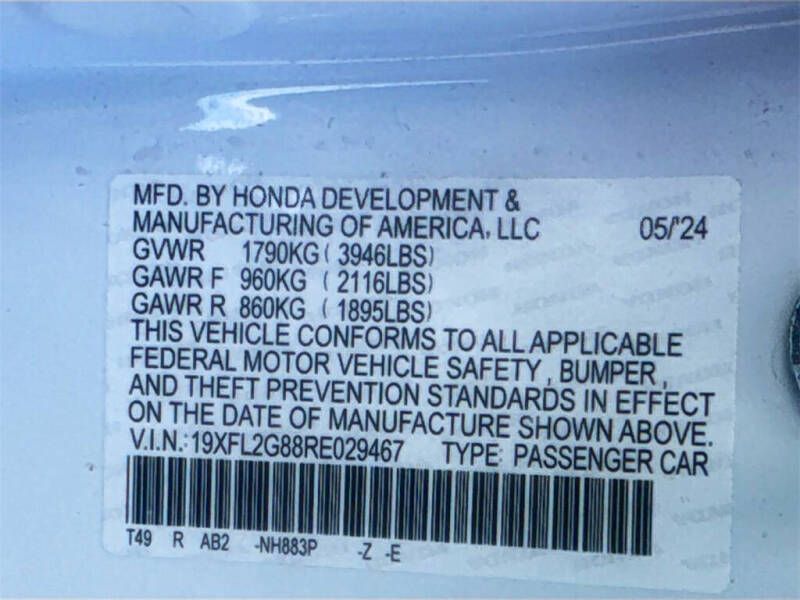 MFD. BY HONDA DEVELOPMENT &
MANUFACTURING OF AMERICA, LLC 05/'24
GVWR 1790KG ( 3946LBS)
GAWR F 960KG ( 2116LBS)
GAWR R 860KG ( 1895LBS)
THIS VEHICLE CONFORMS TO ALL APPLICABLE
FEDERAL MOTOR VEHICLE SAFETY , BUMPER ,
AND THEFT PREVENTION STANDARDS IN EFFECT
ON THE DATE OF MANUFACTURE SHOWN ABOVE.
V.I.N.: 19XFL2G88RE029467 TYPE: PASSENGER CAR
T49 R AB2 -NH883P -Z -E